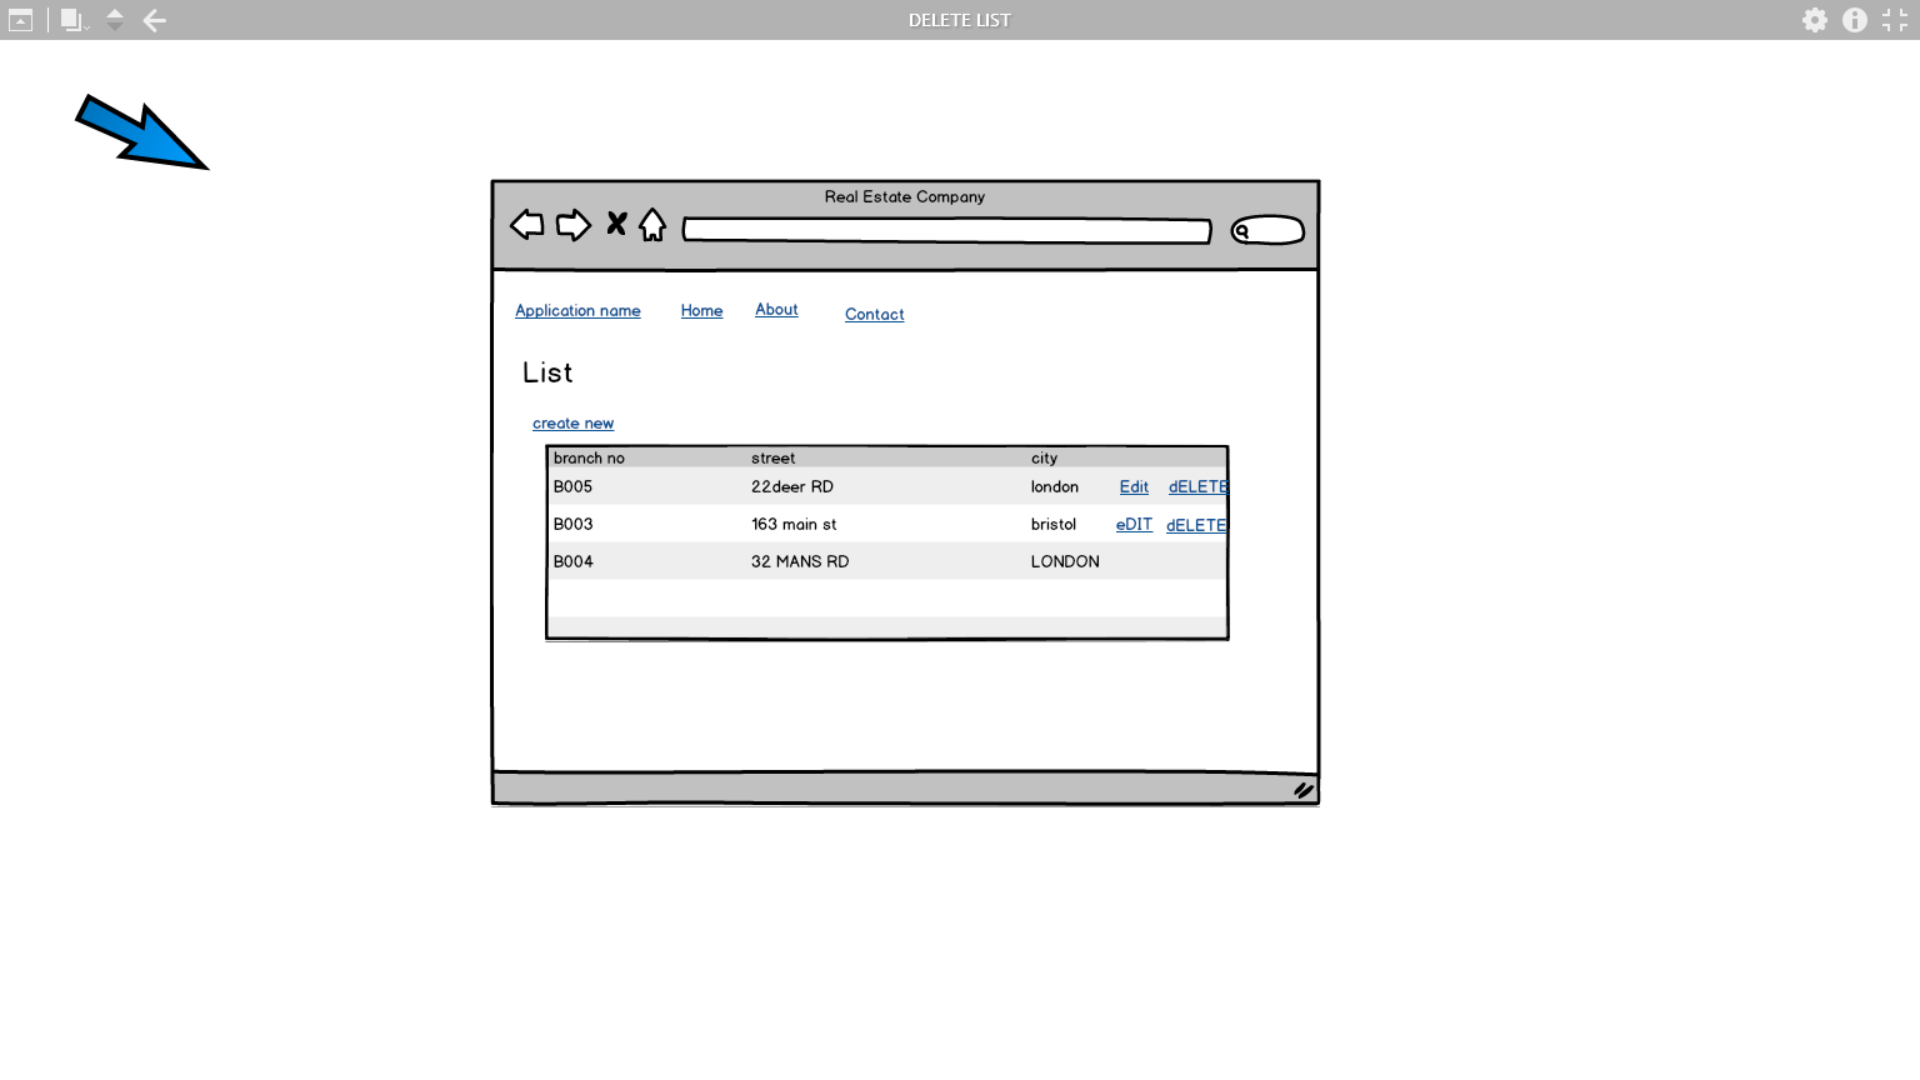 DELETE LIST
Real Estate Company
Application name Home About Contact
List
create new
branch no street city
B005 22deer RD london Edit dELETE
B003 163 main st bristol eDIT dELETE
B004 32 MANS RD LONDON